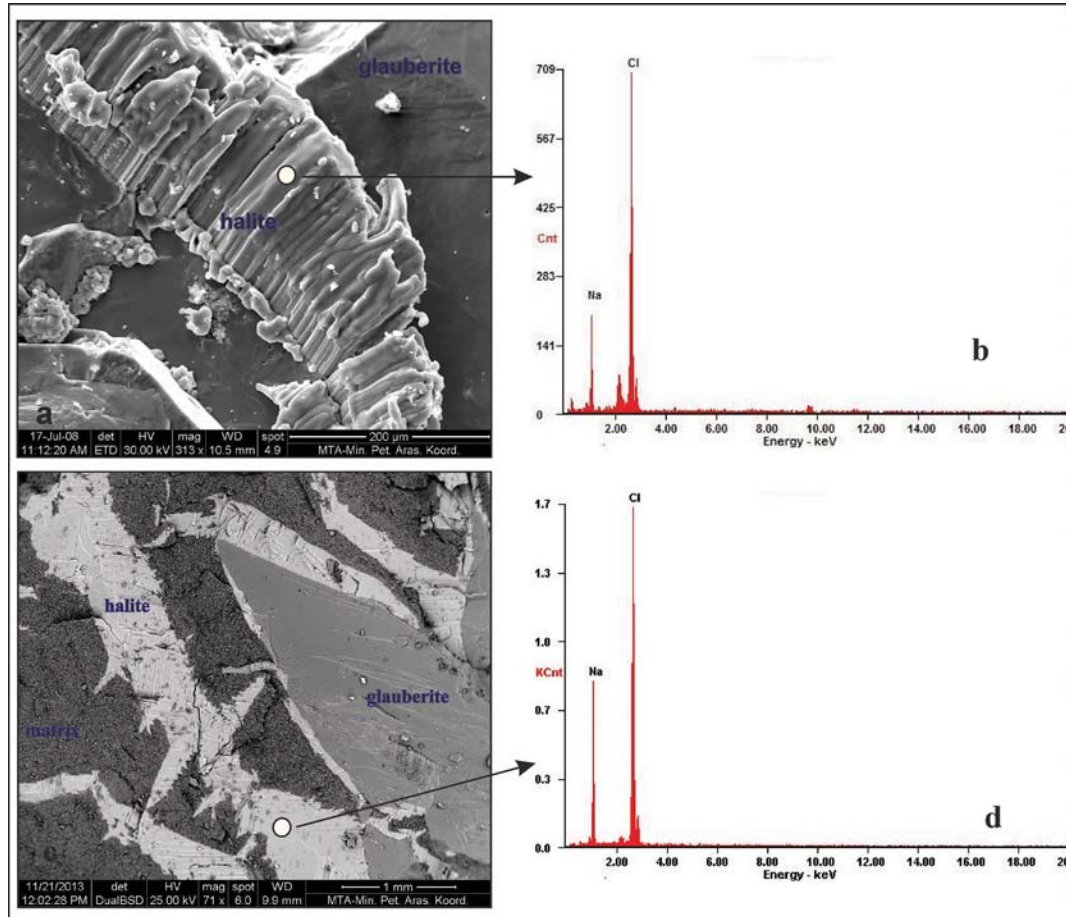 glauberite
halite
a
17-Jul-08 det HV mag WD spot 200 µm
11:12:20 AM ETD 30.00 kV 313 x 10.5 mm 4.9 MTA-Min. Pet. Aras. Koord.
709
567
425
Cnt
283
141
0
Cl
Na
b
2.00 4.00 6.00 8.00 10.00 12.00 14.00 16.00 18.00 20
Energy - keV
halite
glauberite
matrix
c
11/21/2013 det HV mag spot WD 1 mm
12:02:28 PM DualBSD 25.00 kV 71 x 6.0 9.9 mm MTA-Min. Pet. Aras. Koord.
1.7
1.3
1.0
KCnt
0.7
0.3
0.0
Cl
Na
d
2.00 4.00 6.00 8.00 10.00 12.00 14.00 16.00 18.00 20
Energy - keV